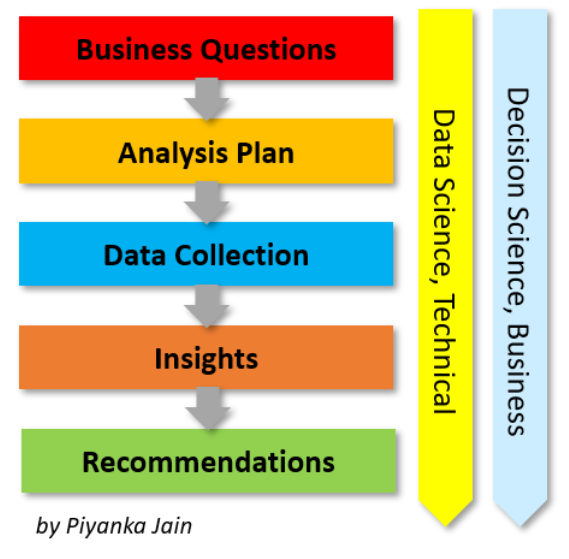 Business Questions
Analysis Plan
Data Collection
Insights
Recommendations
by Piyanka Jain
Data Science, Technical
Decision Science, Business